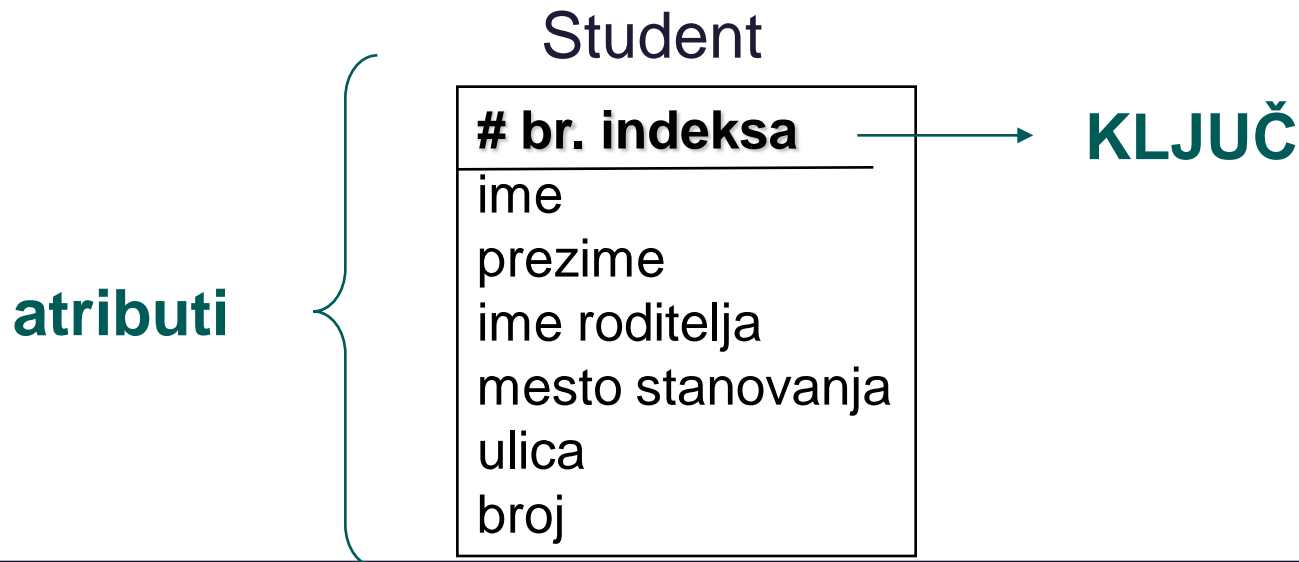 Student
# br. indeksa
KLJUČ
ime
prezime
ime roditelja
mesto stanovanja
ulica
broj
atributi